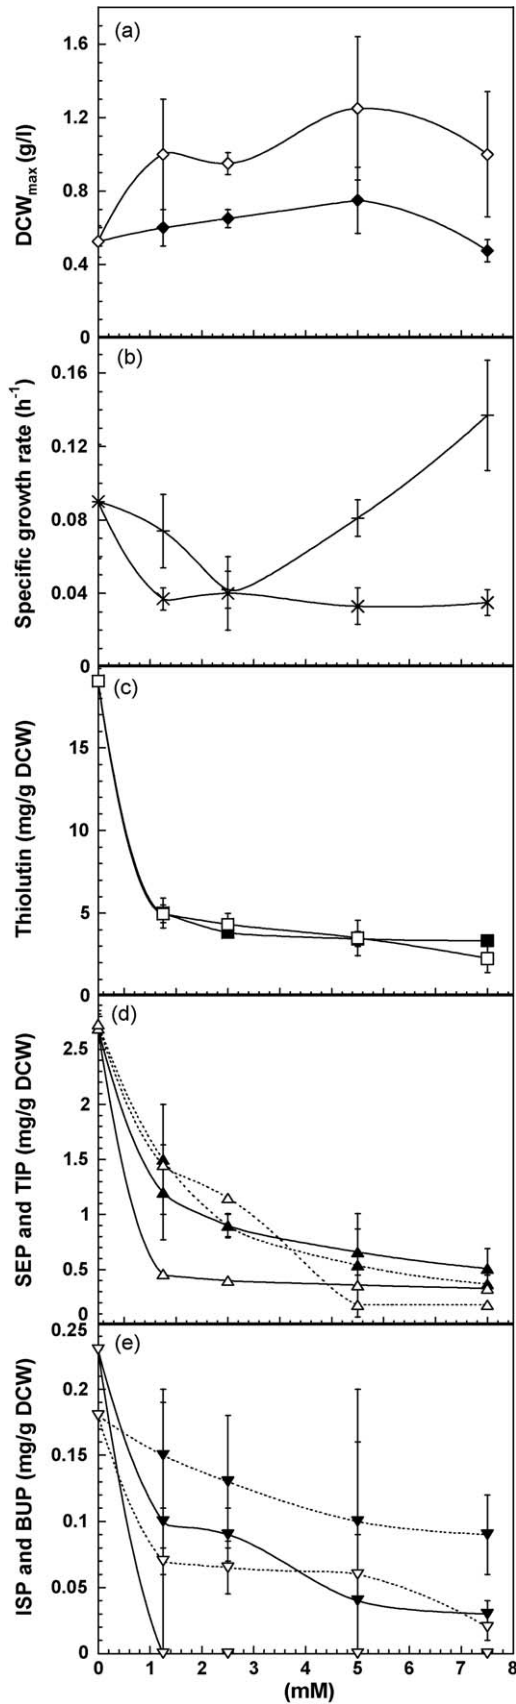 (a)
1.6
1.2
0.8
0.4
0
DCWmax (g/l)
(b)
0.16
0.12
0.08
0.04
0
Specific growth rate (h-1)
(c)
15
10
5
0
Thiolutin (mg/g DCW)
(d)
2.5
2
1.5
1
0.5
0
SEP and TIP (mg/g DCW)
(e)
0.25
0.2
0.15
0.1
0.05
0
ISP and BUP (mg/g DCW)
0 1 2 3 4 5 6 7 8
(mM)